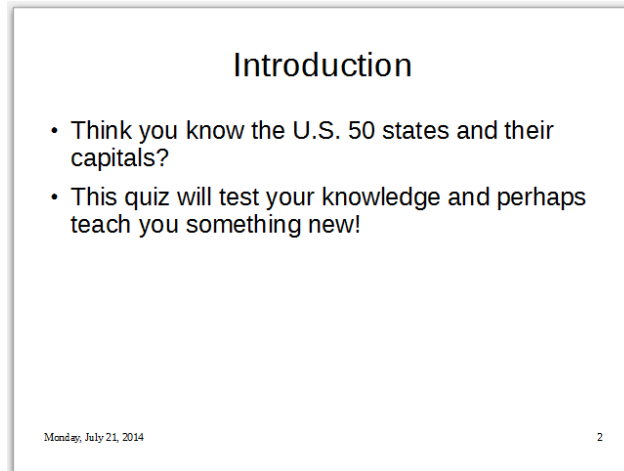 Introduction
• Think you know the U.S. 50 states and their
capitals?
• This quiz will test your knowledge and perhaps
teach you something new!
Monday, July 21, 2014
2